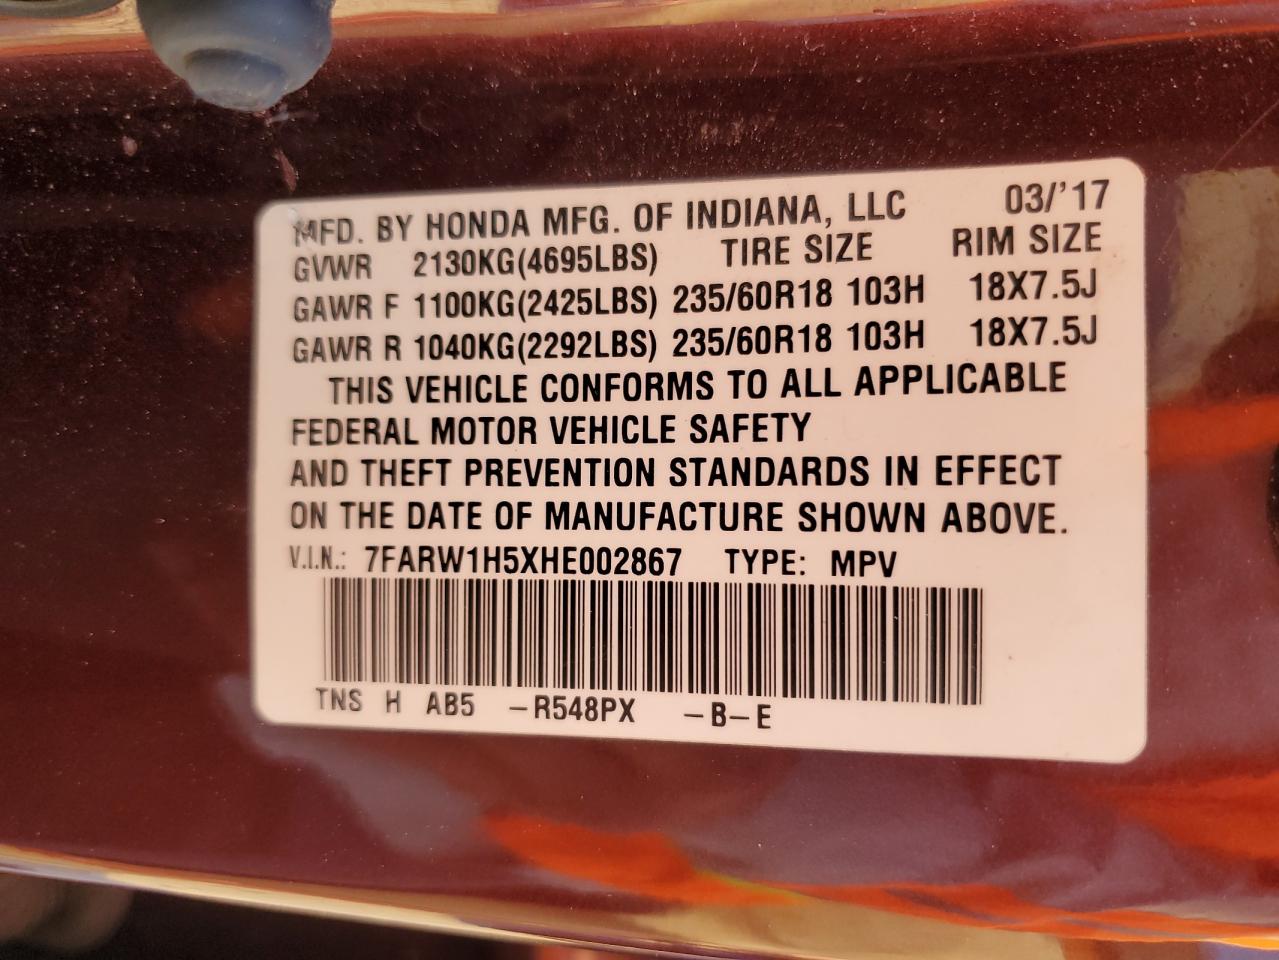 MFD. BY HONDA MFG. OF INDIANA, LLC 03/'17
GVWR 2130KG(4695LBS) TIRE SIZE RIM SIZE
GAWR F 1100KG(2425LBS) 235/60R18 103H 18X7.5J
GAWR R 1040KG(2292LBS) 235/60R18 103H 18X7.5J
THIS VEHICLE CONFORMS TO ALL APPLICABLE
FEDERAL MOTOR VEHICLE SAFETY
AND THEFT PREVENTION STANDARDS IN EFFECT
ON THE DATE OF MANUFACTURE SHOWN ABOVE.
V.I.N.: 7FARW1H5XHE002867 TYPE: MPV
TNS H AB5 –R548PX –B–E